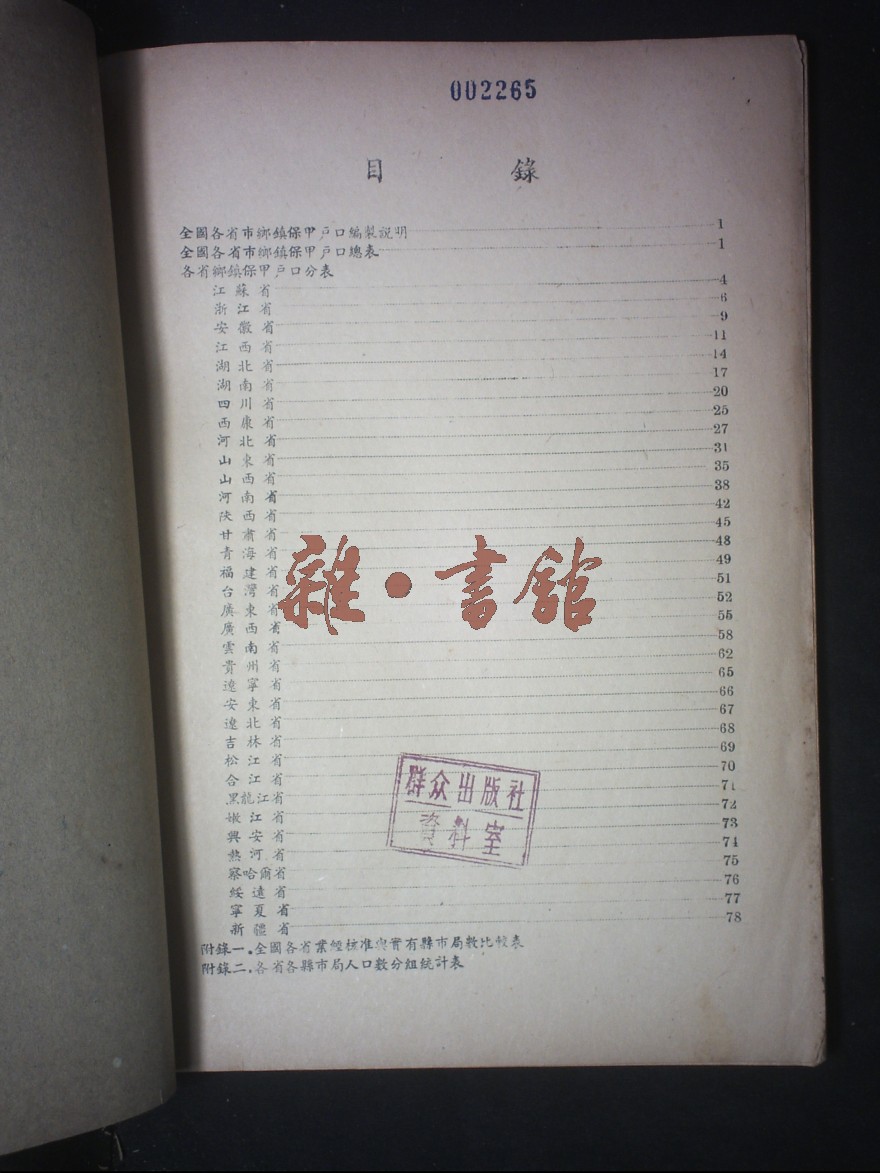 002265
目 錄
全國各省市鄉鎮保甲戶口編製説明 1
全國各省市鄉鎮保甲戶口總表 1
各省鄉鎮保甲戶口分表
江蘇省 4
浙江省 6
安徽省 9
江西省 11
湖北省 14
湖南省 17
四川省 20
西康省 25
河北省 27
山東省 31
山西省 35
河南省 38
陝西省 42
甘肅省 45
青海省 48
福建省 49
台灣省 51
廣東省 52
廣西省 55
雲南省 58
貴州省 62
遼寧省 65
安東省 66
遼北省 67
吉林省 68
松江省 69
合江省 70
黑龍江省 71
嫩江省 72
興安省 73
熱河省 74
察哈爾省 75
綏遠省 76
寧夏省 77
新疆省 78
附錄一.全國各省業經核准與實有縣市局數比較表
附錄二.各省各縣市局人口數分組統計表
雜·書館
群众出版社
資料室